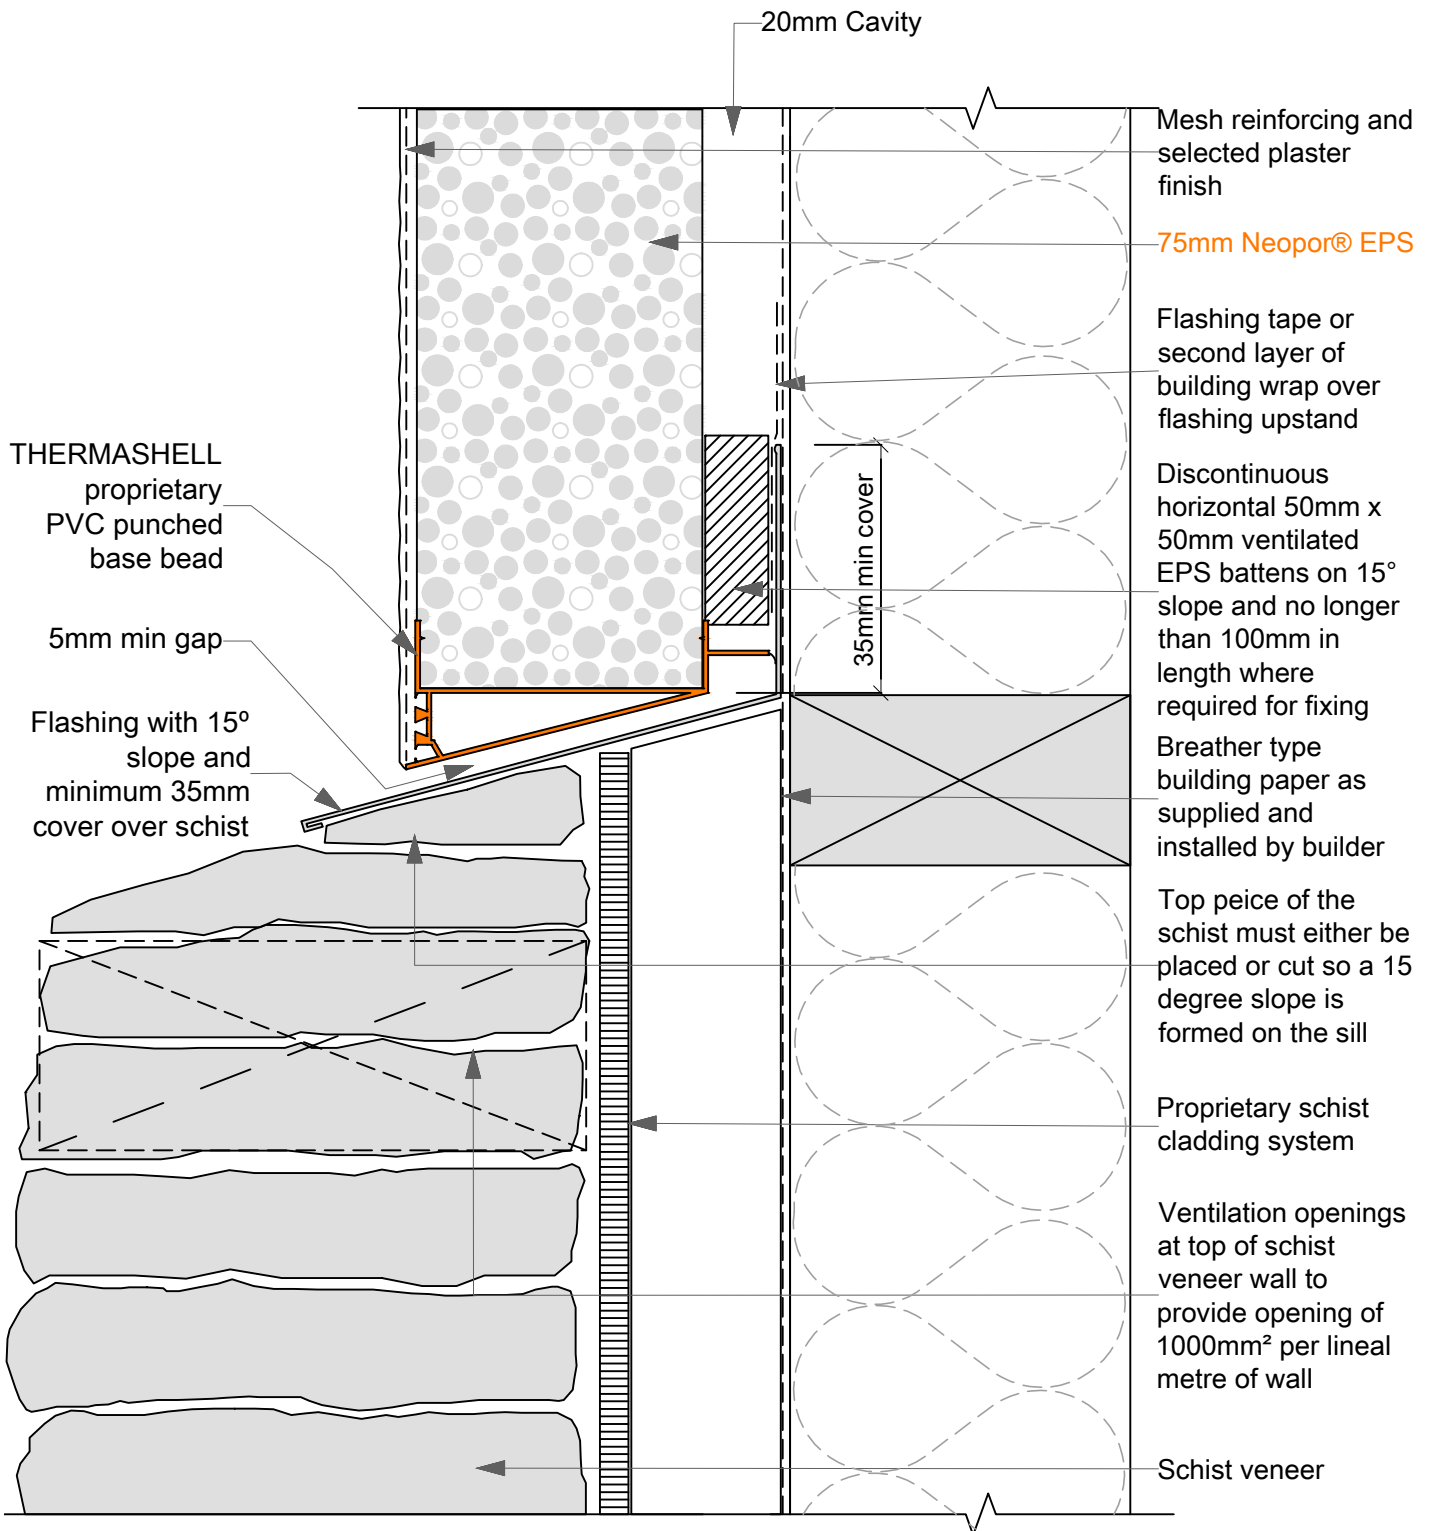 20mm Cavity
Mesh reinforcing and
selected plaster
finish
75mm Neopor® EPS
Flashing tape or
second layer of
building wrap over
flashing upstand
THERMASHELL
proprietary
PVC punched
base bead
35mm min cover
Discontinuous
horizontal 50mm x
50mm ventilated
EPS battens on 15°
slope and no longer
than 100mm in
length where
required for fixing
5mm min gap
Flashing with 15º
slope and
minimum 35mm
cover over schist
Breather type
building paper as
supplied and
installed by builder
Top peice of the
schist must either be
placed or cut so a 15
degree slope is
formed on the sill
Proprietary schist
cladding system
Ventilation openings
at top of schist
veneer wall to
provide opening of
1000mm² per lineal
metre of wall
Schist veneer